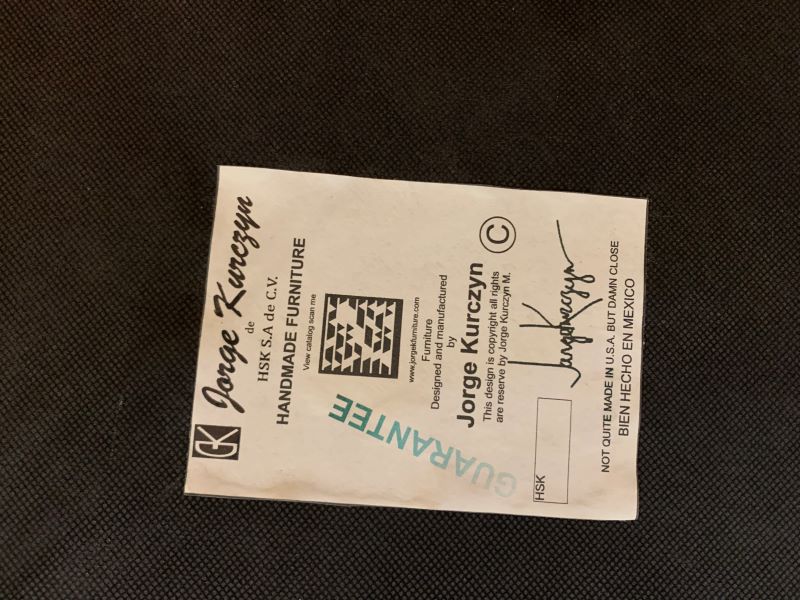 JK Jorge Kurczyn
de
HSK S.A de C.V.
HANDMADE FURNITURE
View catalog scan me
www.jorgekfurniture.com
Furniture
Designed and manufactured
by
Jorge Kurczyn
This design is copyright all rights
are reserve by Jorge Kurczyn M.
©
GUARANTEE
Jorge Kurczyn
HSK
NOT QUITE MADE IN U.S.A. BUT DAMN CLOSE
BIEN HECHO EN MEXICO